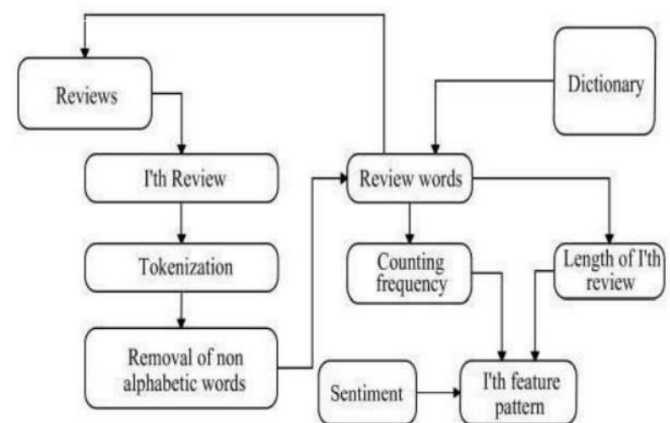 Reviews
Dictionary
I'th Review
Review words
Tokenization
Counting
frequency
Length of I'th
review
Removal of non
alphabetic words
Sentiment
I'th feature
pattern